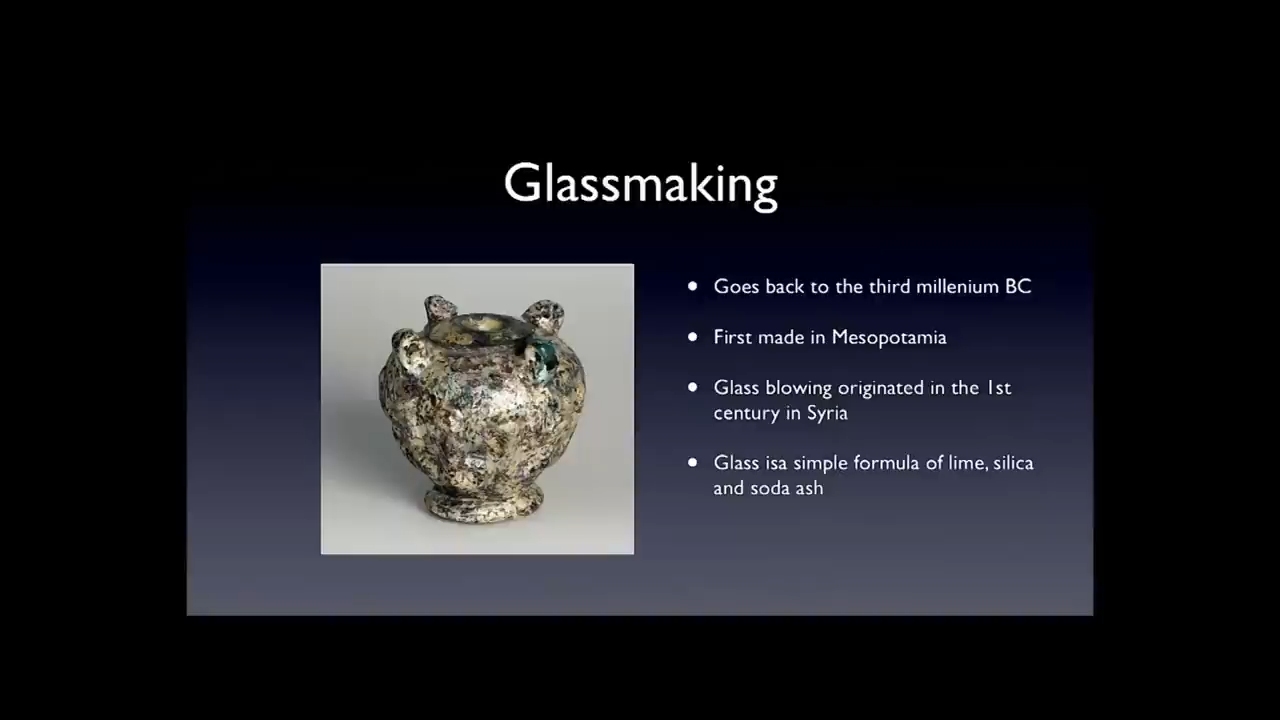 Glassmaking
Goes back to the third millenium BC
First made in Mesopotamia
Glass blowing originated in the 1st
century in Syria
Glass isa simple formula of lime, silica
and soda ash